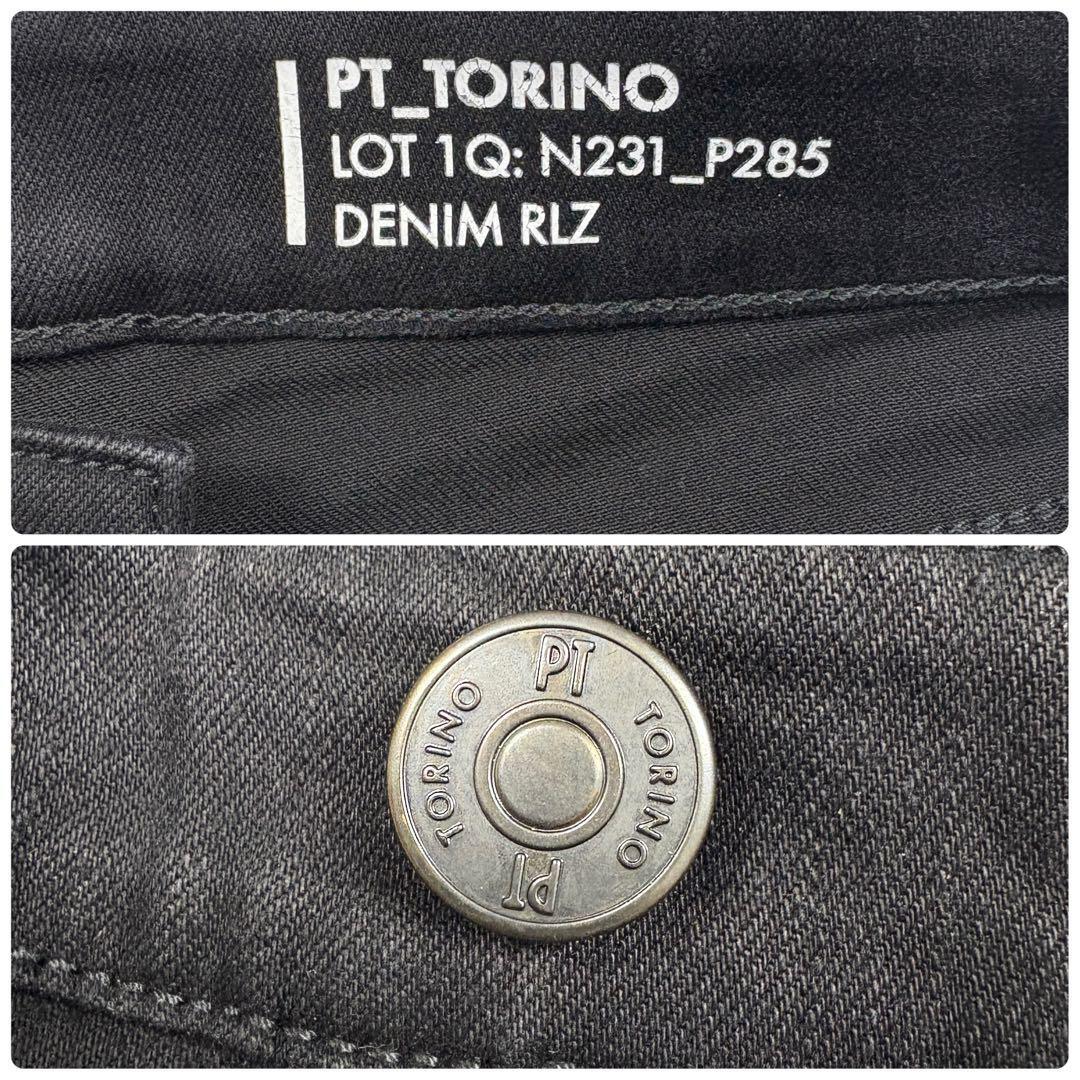 PT_TORINO
LOT 1Q: N231_P285
DENIM RLZ
PT
TORINO
TORINO
PT